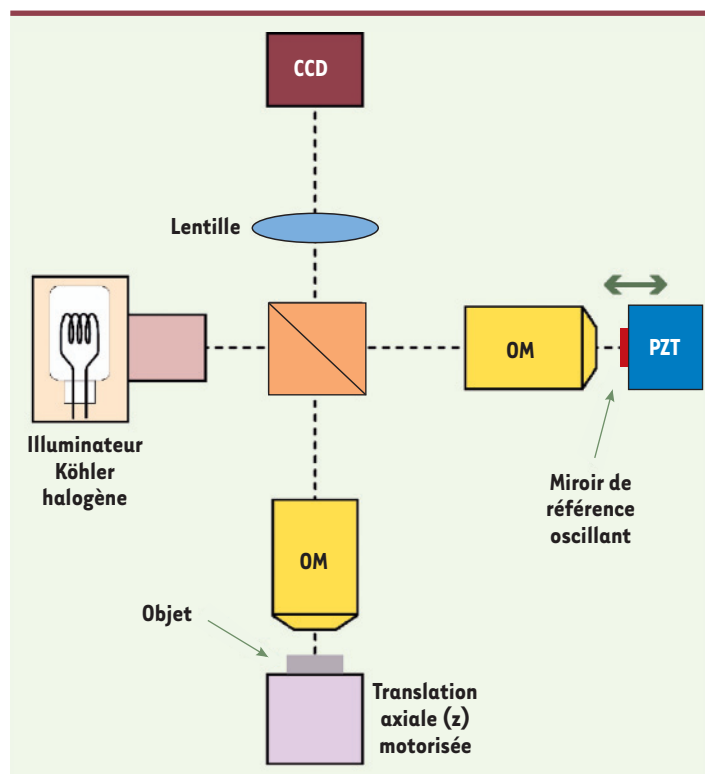 CCD
Lentille
OM
PZT
Illuminateur
Köhler
halogène
Miroir de
référence
oscillant
OM
Objet
Translation
axiale (z)
motorisée